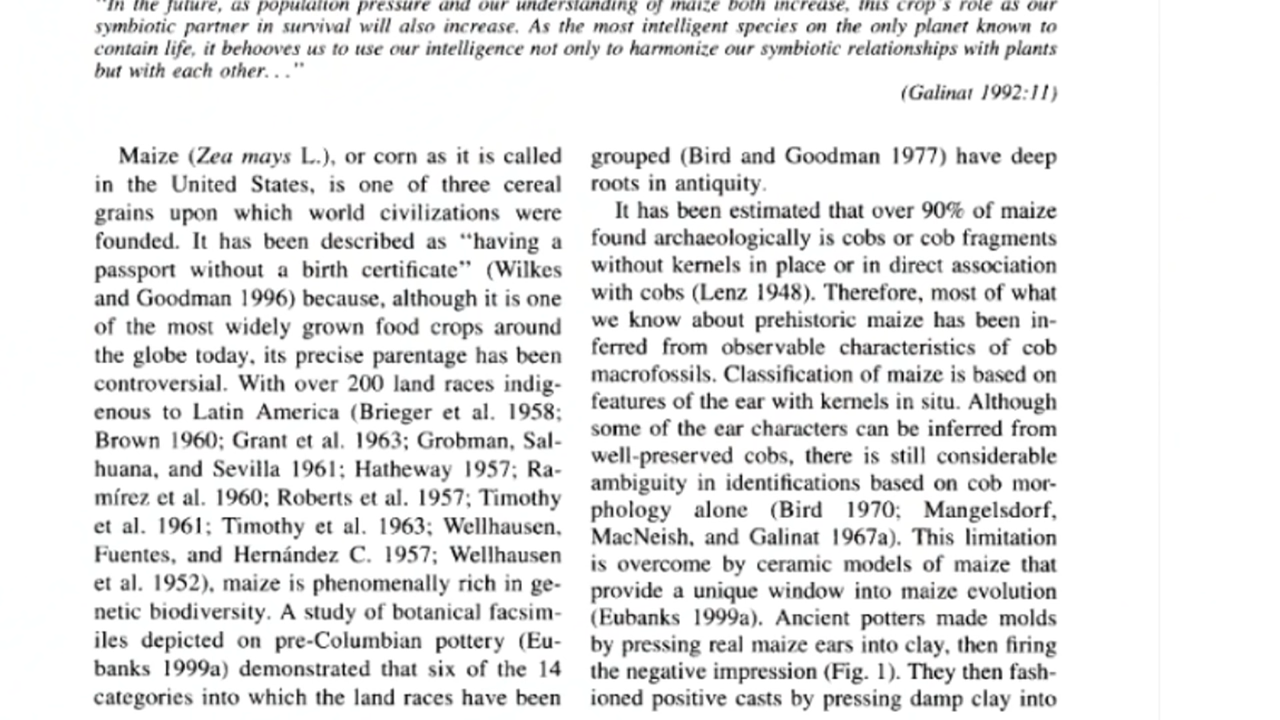 "In the future, as population pressure and our understanding of maize both increase, this crop's role as our
symbiotic partner in survival will also increase. As the most intelligent species on the only planet known to
contain life, it behooves us to use our intelligence not only to harmonize our symbiotic relationships with plants
but with each other. . ."
(Galinat 1992:11)
Maize (Zea mays L.), or corn as it is called
in the United States, is one of three cereal
grains upon which world civilizations were
founded. It has been described as "having a
passport without a birth certificate" (Wilkes
and Goodman 1996) because, although it is one
of the most widely grown food crops around
the globe today, its precise parentage has been
controversial. With over 200 land races indig-
enous to Latin America (Brieger et al. 1958;
Brown 1960; Grant et al. 1963; Grobman, Sal-
huana, and Sevilla 1961; Hatheway 1957; Ra-
mírez et al. 1960; Roberts et al. 1957; Timothy
et al. 1961; Timothy et al. 1963; Wellhausen,
Fuentes, and Hernández C. 1957; Wellhausen
et al. 1952), maize is phenomenally rich in ge-
netic biodiversity. A study of botanical facsim-
iles depicted on pre-Columbian pottery (Eu-
banks 1999a) demonstrated that six of the 14
categories into which the land races have been
grouped (Bird and Goodman 1977) have deep
roots in antiquity.
It has been estimated that over 90% of maize
found archaeologically is cobs or cob fragments
without kernels in place or in direct association
with cobs (Lenz 1948). Therefore, most of what
we know about prehistoric maize has been in-
ferred from observable characteristics of cob
macrofossils. Classification of maize is based on
features of the ear with kernels in situ. Although
some of the ear characters can be inferred from
well-preserved cobs, there is still considerable
ambiguity in identifications based on cob mor-
phology alone (Bird 1970; Mangelsdorf,
MacNeish, and Galinat 1967a). This limitation
is overcome by ceramic models of maize that
provide a unique window into maize evolution
(Eubanks 1999a). Ancient potters made molds
by pressing real maize ears into clay, then firing
the negative impression (Fig. 1). They then fash-
ioned positive casts by pressing damp clay into